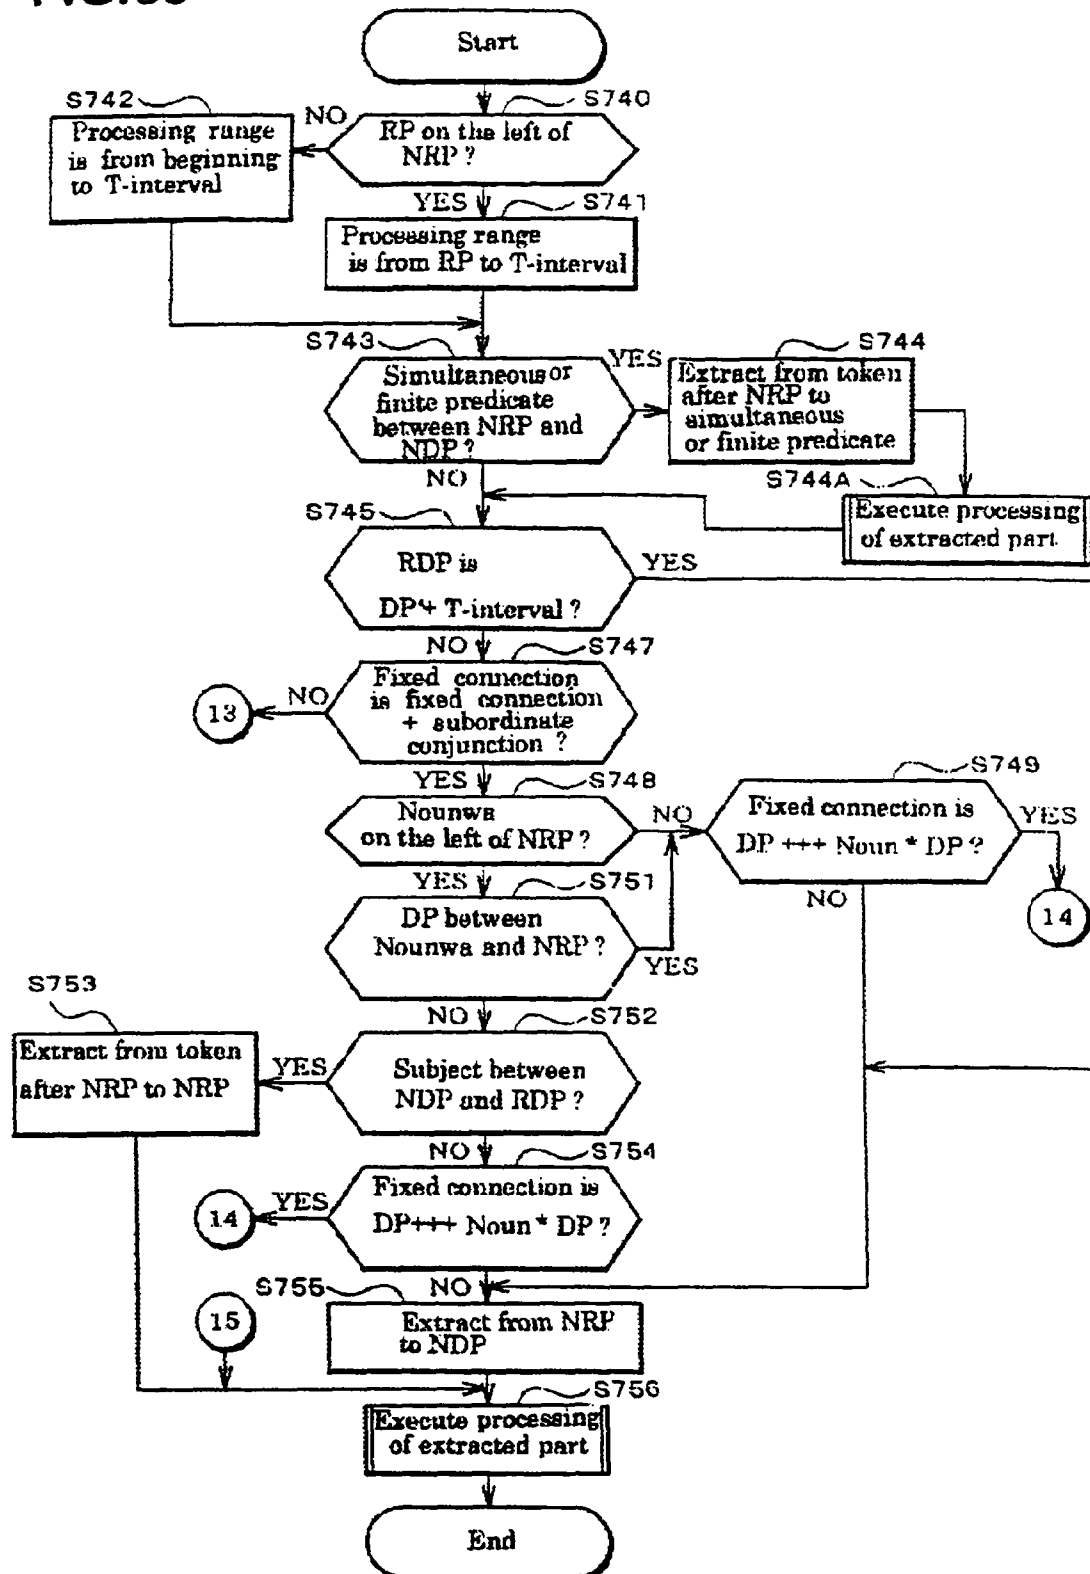 Start
S740
RP on the left of
NRP ?
NO
S742
Processing range
is from beginning
to T-interval
YES
S741
Processing range
is from RP to T-interval
S743
Simultaneous or
finite predicate
between NRP and
NDP ?
YES
S744
Extract from token
after NRP to
simultaneous
or finite predicate
NO
S744A
Execute processing
of extracted part
S745
RDP is
DP + T-interval ?
YES
NO
S747
Fixed connection
is fixed connection
+ subordinate
conjunction ?
NO
13
YES
S748
Nounwa
on the left of NRP ?
NO
S749
Fixed connection is
DP +++ Noun * DP ?
YES
14
NO
YES
S751
DP between
Nounwa and NRP ?
YES
NO
S752
Subject between
NDP and RDP ?
YES
S753
Extract from token
after NRP to NRP
NO
S754
Fixed connection is
DP+++ Noun * DP ?
YES
14
NO
S755
Extract from NRP
to NDP
15
S756
Execute processing
of extracted part
End